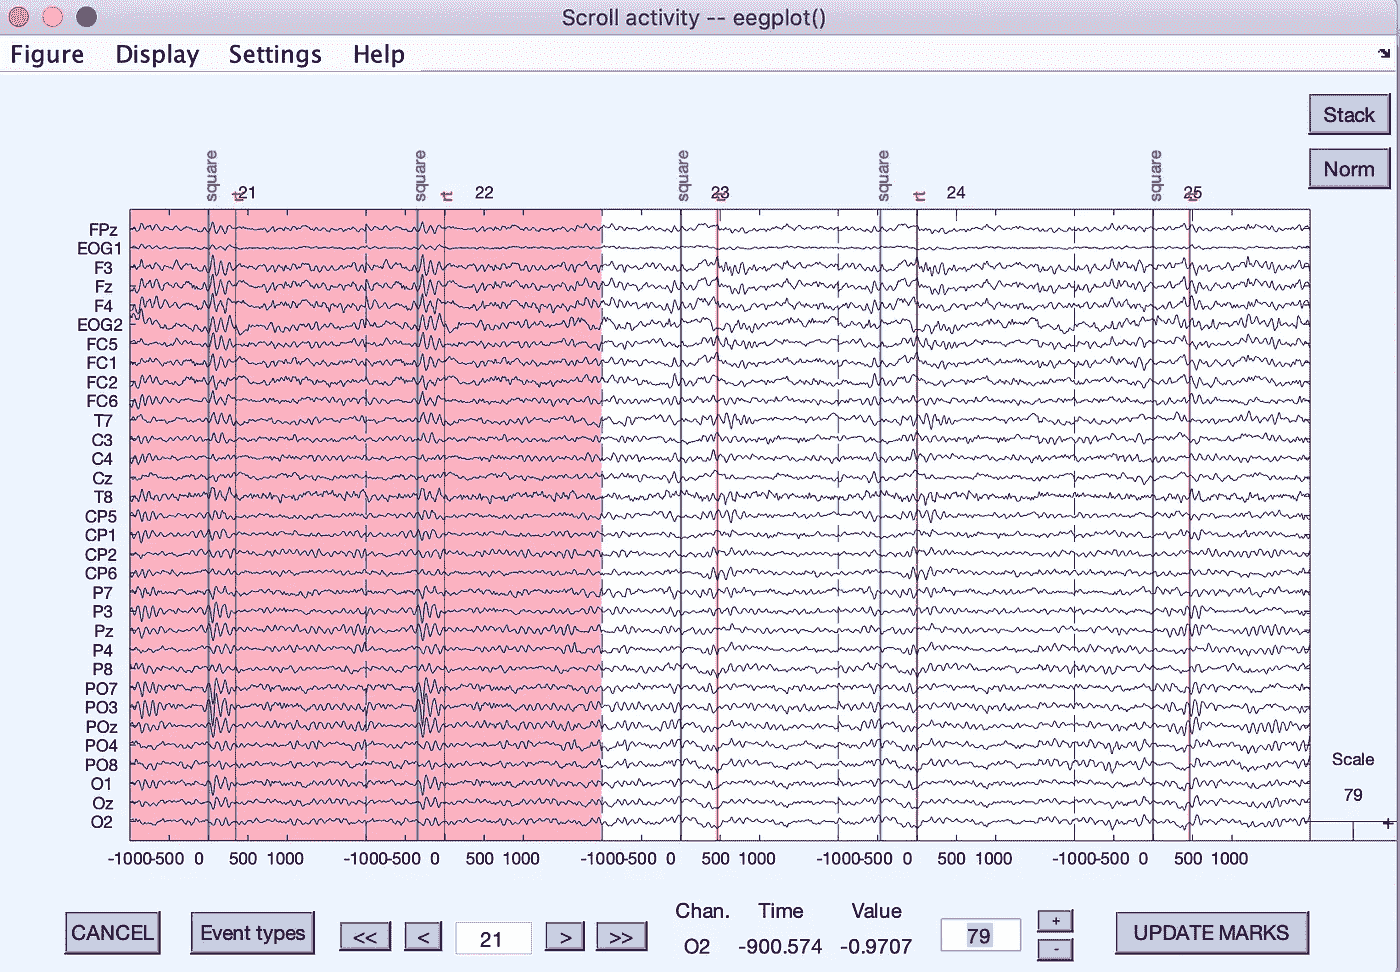 Scroll activity -- eegplot()
Figure Display Settings Help
Stack
Norm
square rt 21 square rt 22 square 23 square rt 24 square 25
FPz
EOG1
F3
Fz
F4
EOG2
FC5
FC1
FC2
FC6
T7
C3
C4
Cz
T8
CP5
CP1
CP2
CP6
P7
P3
Pz
P4
P8
PO7
PO3
POz
PO4
PO8
O1
Oz
O2
Scale
79
+
-1000-500 0 500 1000 -1000-500 0 500 1000 -1000-500 0 500 1000 -1000-500 0 500 1000 -1000-500 0 500 1000
Chan. Time Value
CANCEL Event types << < 21 > >> O2 -900.574 -0.9707 79 + - UPDATE MARKS